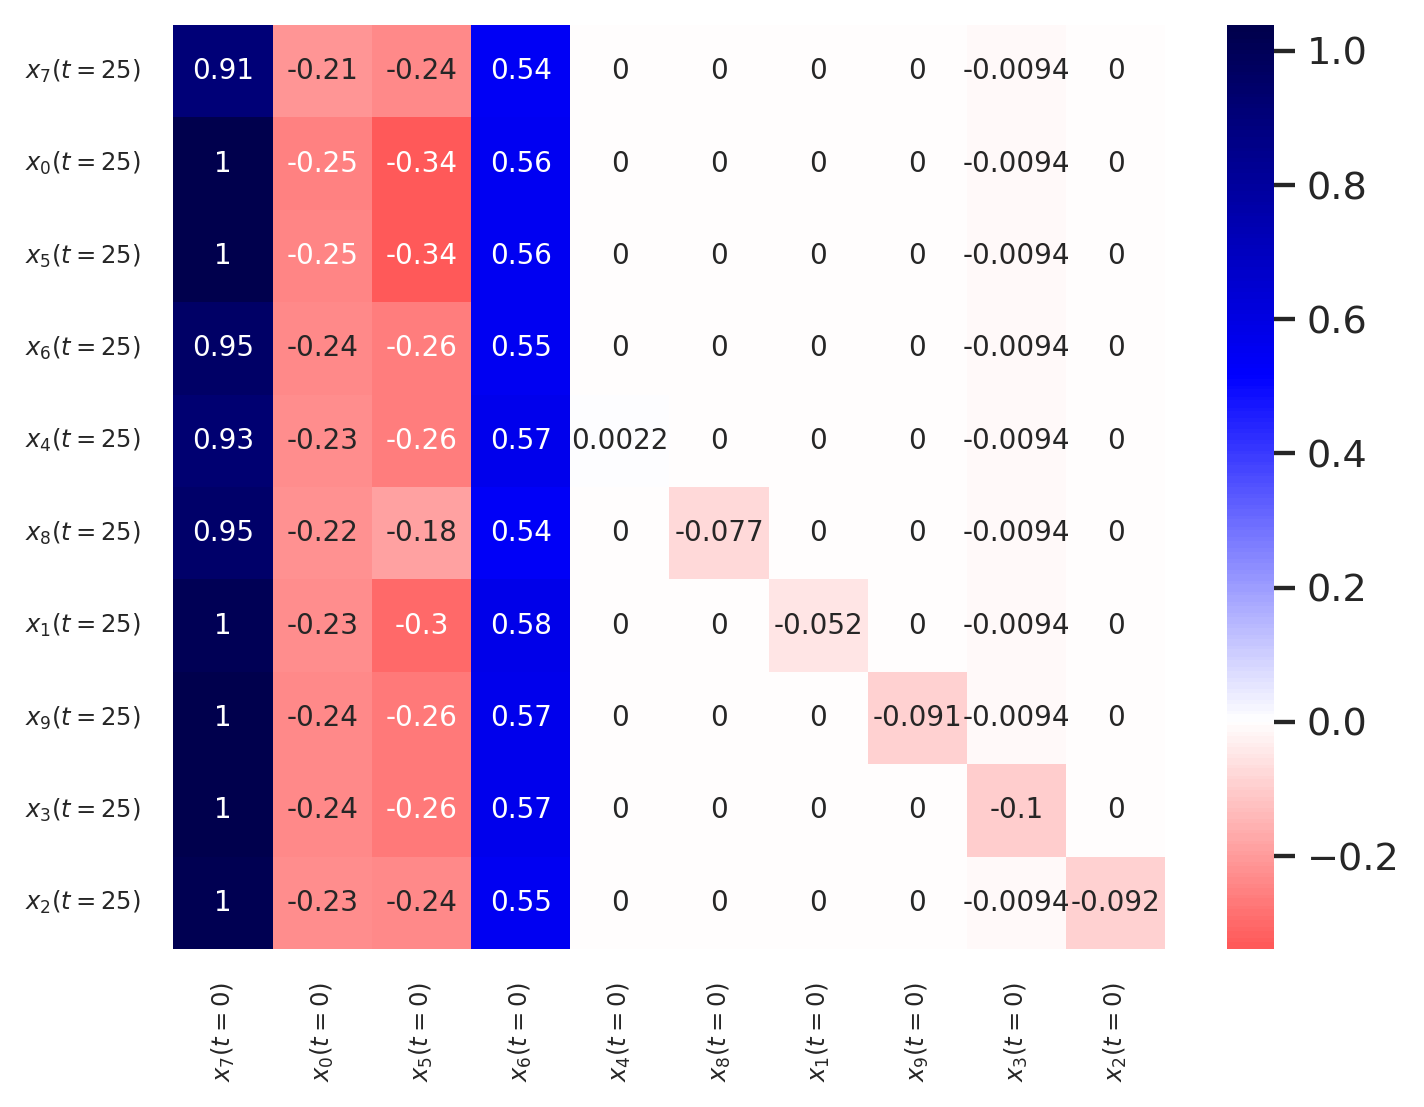 x₇(t = 25) 0.91 -0.21 -0.24 0.54 0 0 0 0 -0.0094 0
x₀(t = 25) 1 -0.25 -0.34 0.56 0 0 0 0 -0.0094 0
x₅(t = 25) 1 -0.25 -0.34 0.56 0 0 0 0 -0.0094 0
x₆(t = 25) 0.95 -0.24 -0.26 0.55 0 0 0 0 -0.0094 0
x₄(t = 25) 0.93 -0.23 -0.26 0.57 0.0022 0 0 0 -0.0094 0
x₈(t = 25) 0.95 -0.22 -0.18 0.54 0 -0.077 0 0 -0.0094 0
x₁(t = 25) 1 -0.23 -0.3 0.58 0 0 -0.052 0 -0.0094 0
x₉(t = 25) 1 -0.24 -0.26 0.57 0 0 0 -0.091 -0.0094 0
x₃(t = 25) 1 -0.24 -0.26 0.57 0 0 0 0 -0.1 0
x₂(t = 25) 1 -0.23 -0.24 0.55 0 0 0 0 -0.0094 -0.092
x₇(t = 0) x₀(t = 0) x₅(t = 0) x₆(t = 0) x₄(t = 0) x₈(t = 0) x₁(t = 0) x₉(t = 0) x₃(t = 0) x₂(t = 0)
1.0
0.8
0.6
0.4
0.2
0.0
−0.2